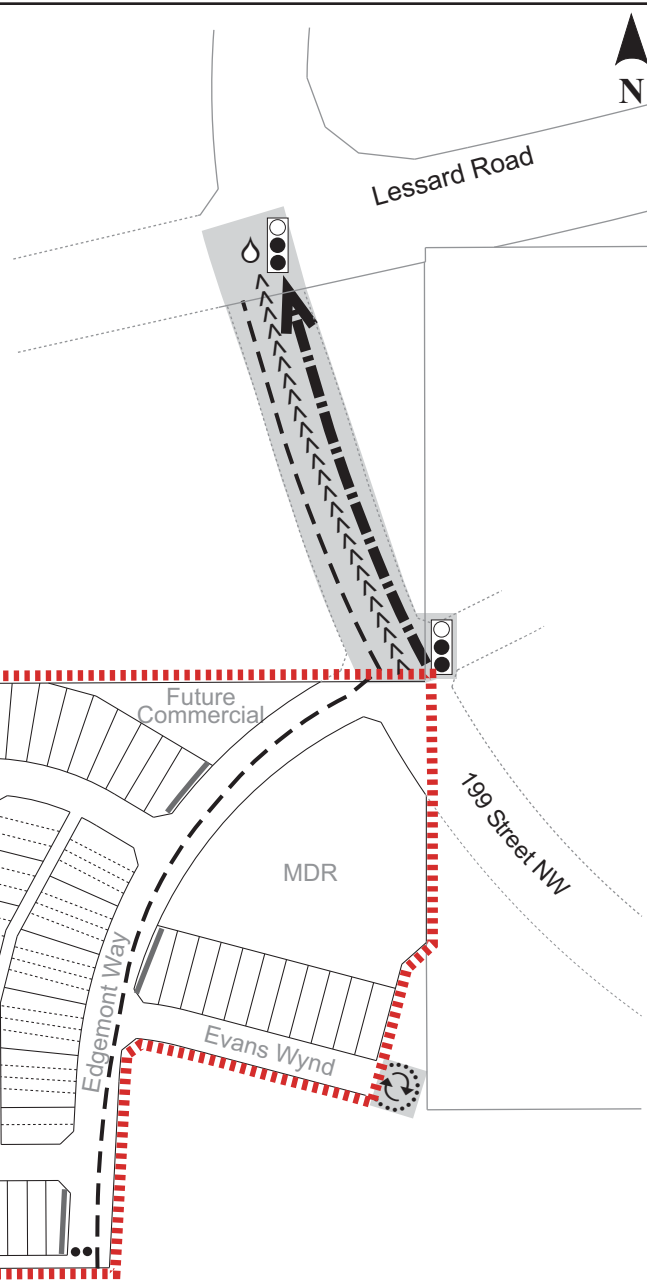 N
Lessard Road
Future
Commercial
199 Street NW
MDR
Edgemont Way
Evans Wynd